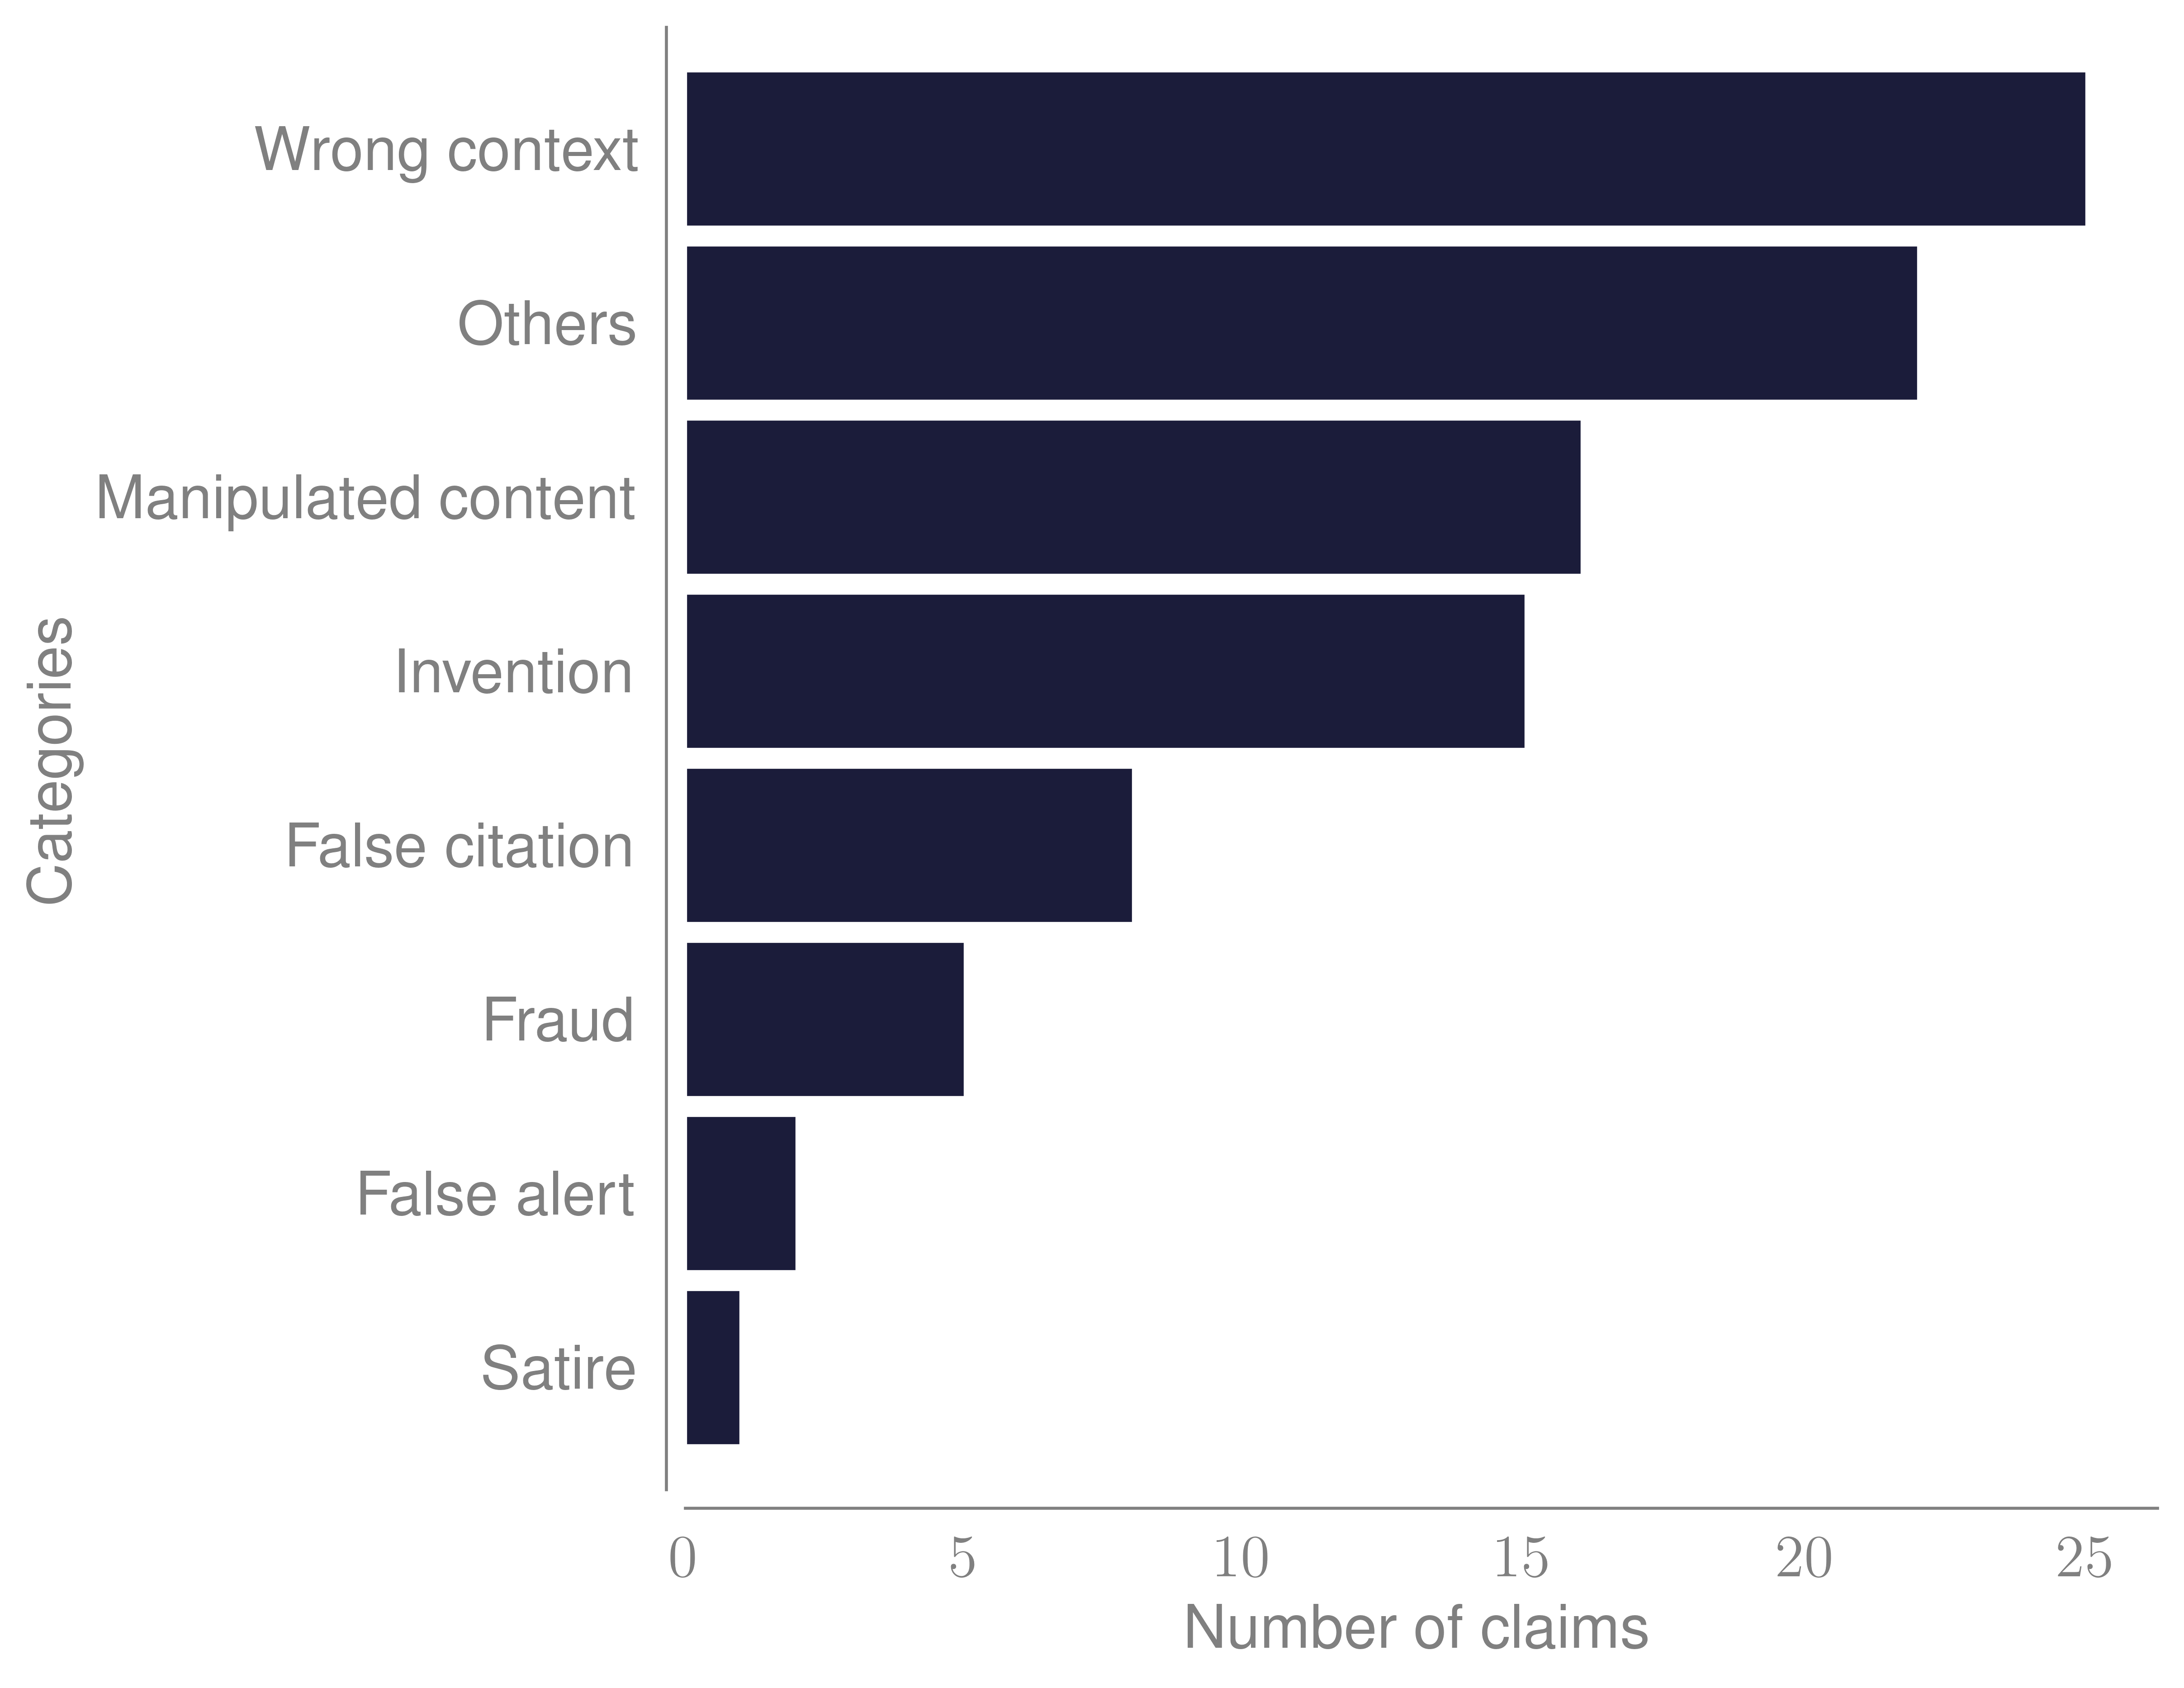 Wrong context
Others
Manipulated content
Invention
False citation
Fraud
False alert
Satire
Categories
0 5 10 15 20 25
Number of claims